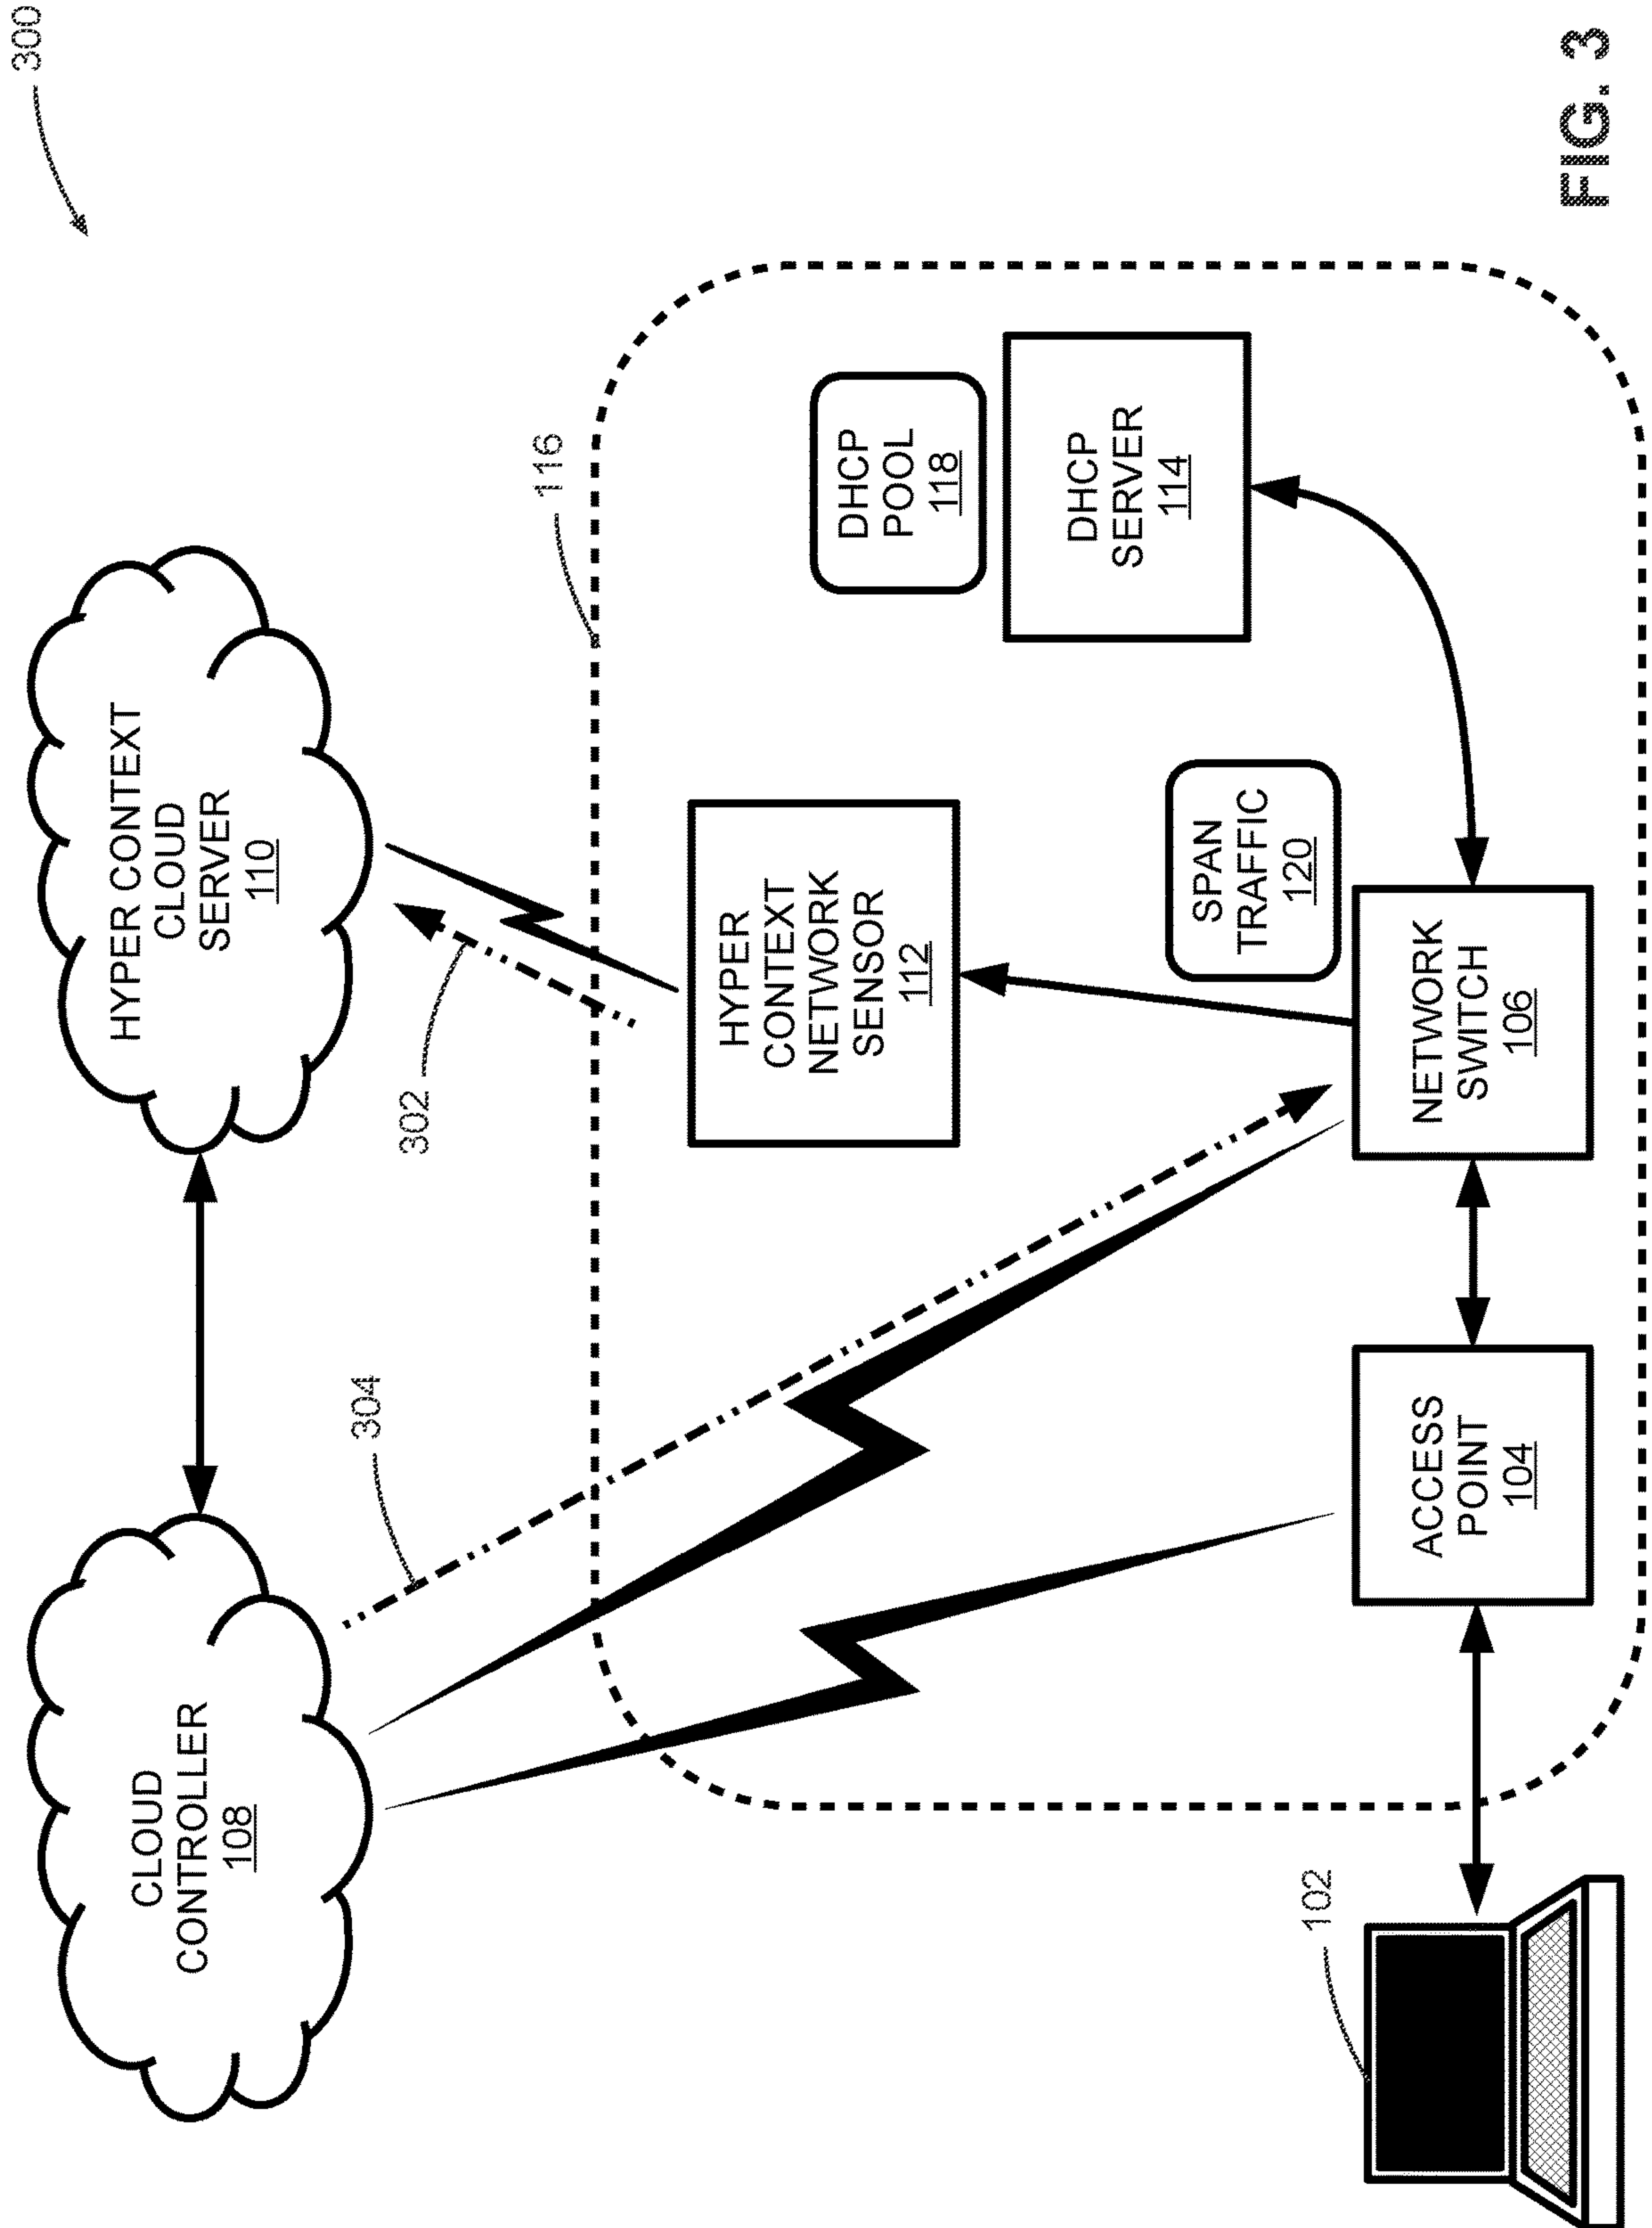 300
CLOUD
CONTROLLER
108
HYPER CONTEXT
CLOUD
SERVER
110
304
302
116
HYPER
CONTEXT
NETWORK
SENSOR
112
DHCP
POOL
118
DHCP
SERVER
114
SPAN
TRAFFIC
120
102
ACCESS
POINT
104
NETWORK
SWITCH
106
FIG. 3